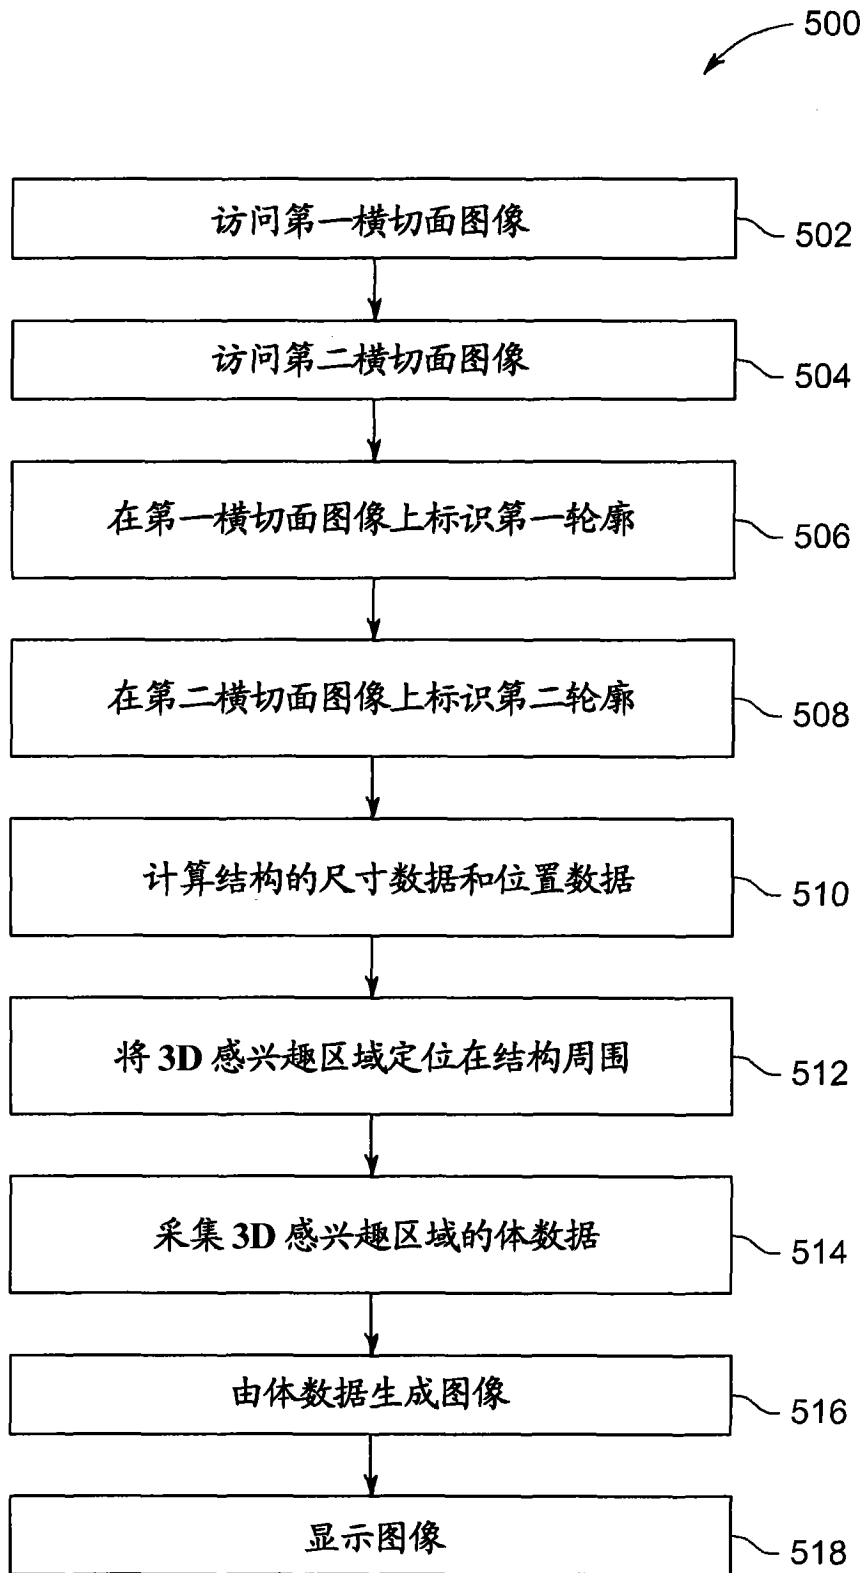 500
访问第一横切面图像
502
访问第二横切面图像
504
在第一横切面图像上标识第一轮廓
506
在第二横切面图像上标识第二轮廓
508
计算结构的尺寸数据和位置数据
510
将 3D 感兴趣区域定位在结构周围
512
采集 3D 感兴趣区域的体数据
514
由体数据生成图像
516
显示图像
518